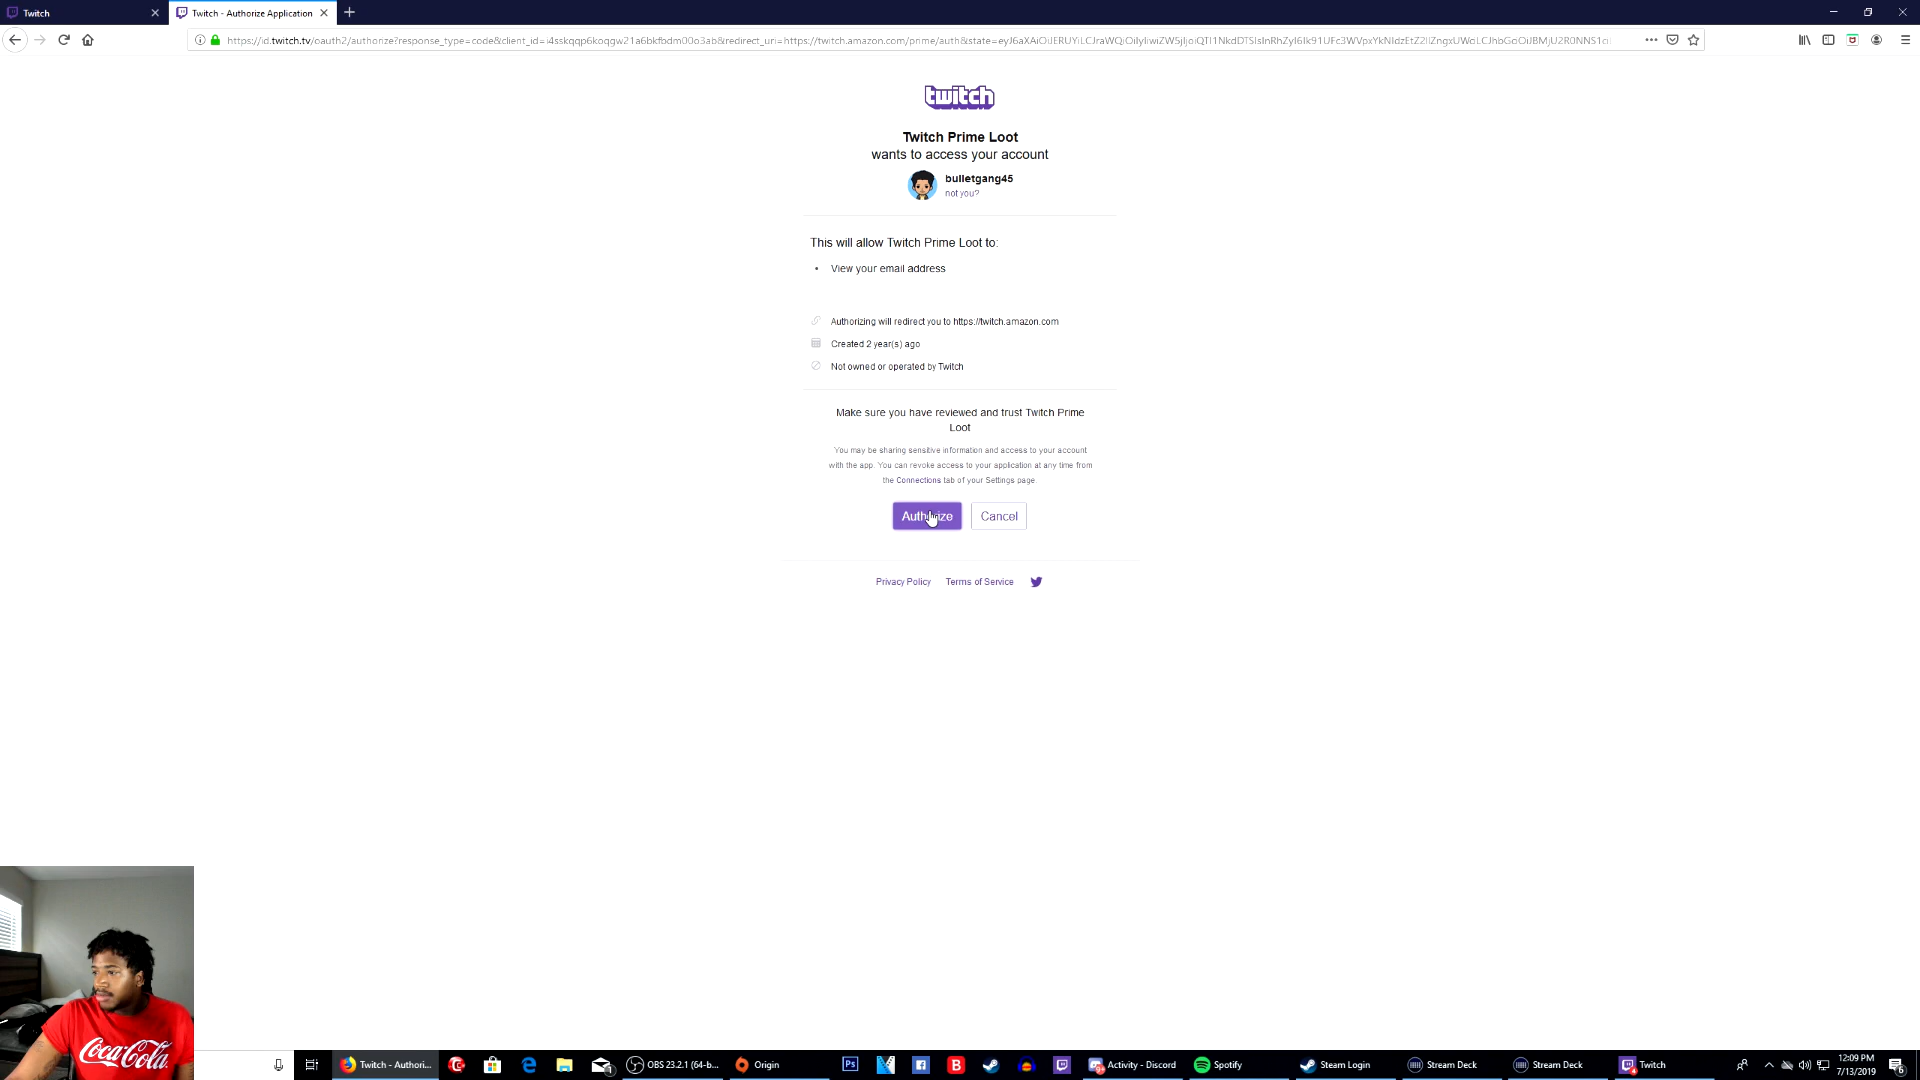 Twitch
Twitch - Authorize Application
twitch
Twitch Prime Loot
wants to access your account
bulletgang45
not you?
This will allow Twitch Prime Loot to:
• View your email address
Authorizing will redirect you to https://twitch.amazon.com
Created 2 year(s) ago
Not owned or operated by Twitch
Make sure you have reviewed and trust Twitch Prime
Loot
You may be sharing sensitive information and access to your account
with the app. You can revoke access to your application at any time from
the Connections tab of your Settings page
Authorize Cancel
Privacy Policy Terms of Service
Coca-Cola
Twitch - Authori...
Ps
OBS 23.2.1 (64-b...
Origin
Activity - Discord
Spotify
Steam Login
Stream Deck
Stream Deck
Twitch
12:09 PM
7/13/2019